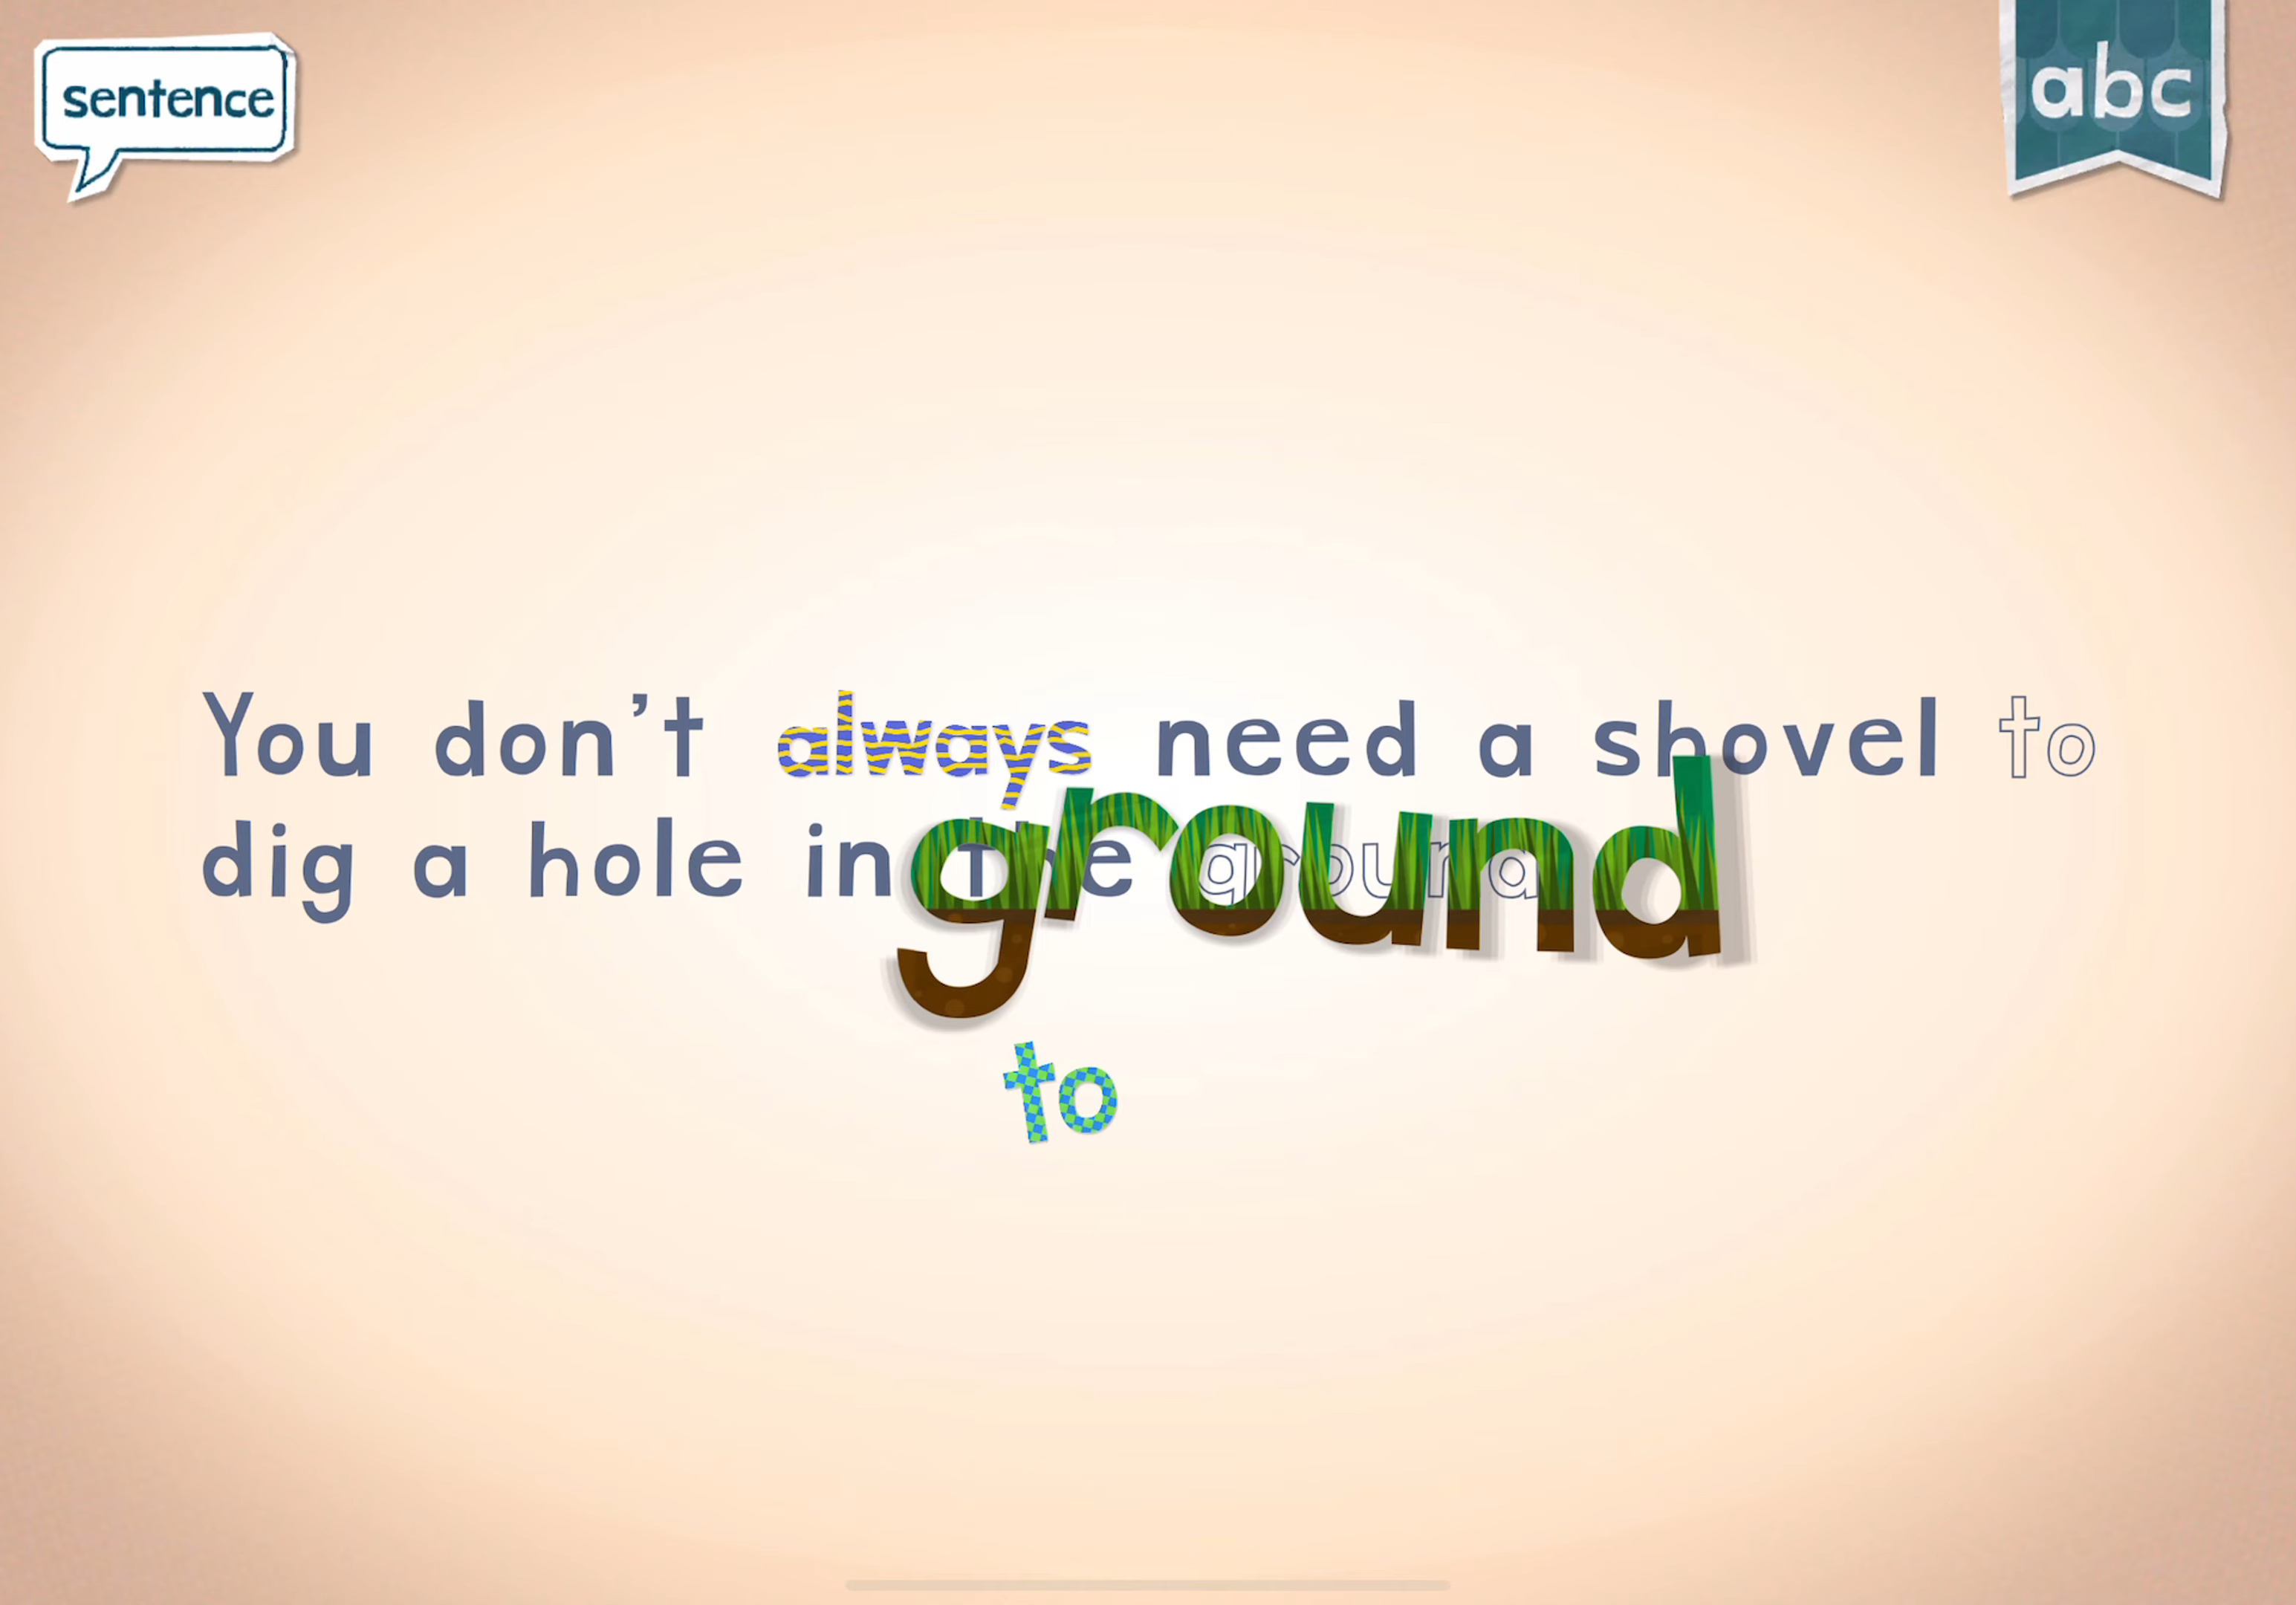 sentence
abc
You don't always need a shovel to
dig a hole in the ground
ground
to